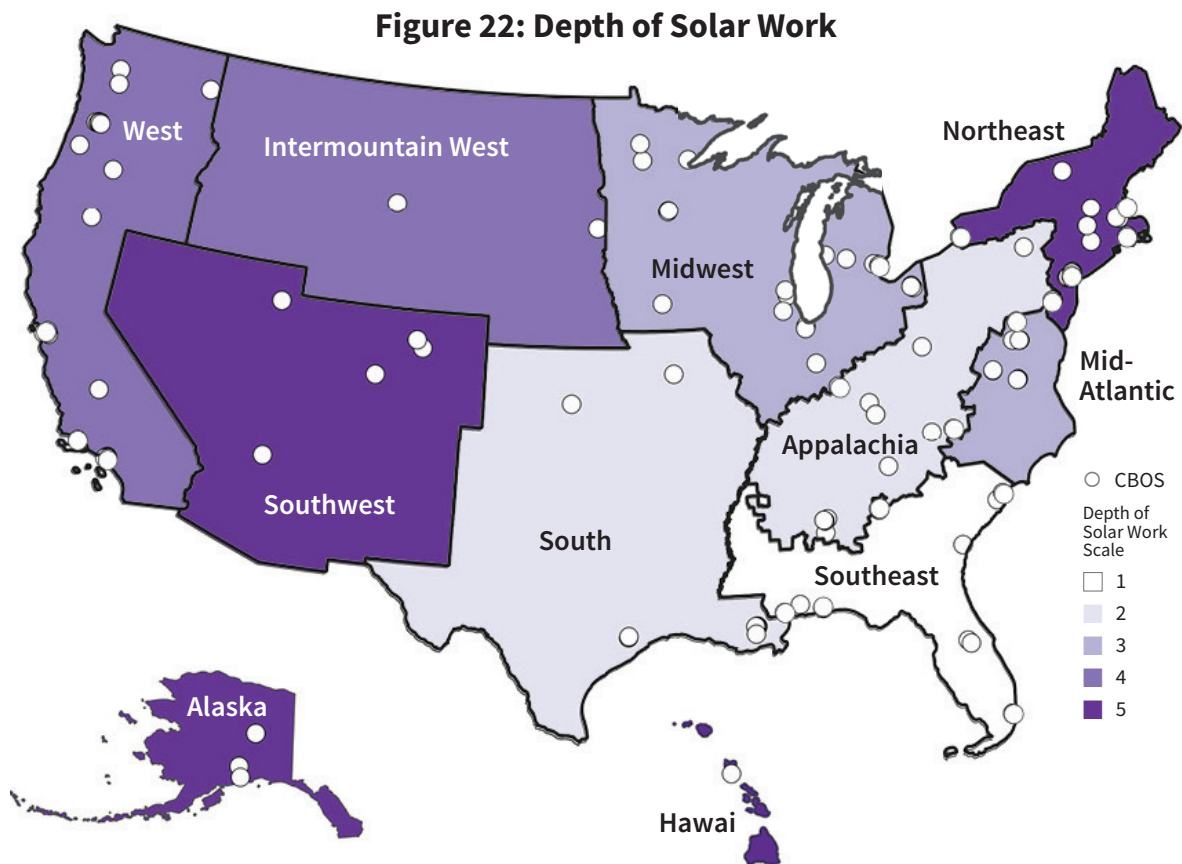 Figure 22: Depth of Solar Work
West
Intermountain West
Northeast
Midwest
Mid-
Atlantic
Appalachia
Southwest
South
Southeast
CBOS
Depth of
Solar Work
Scale
1
2
3
4
5
Alaska
Hawai